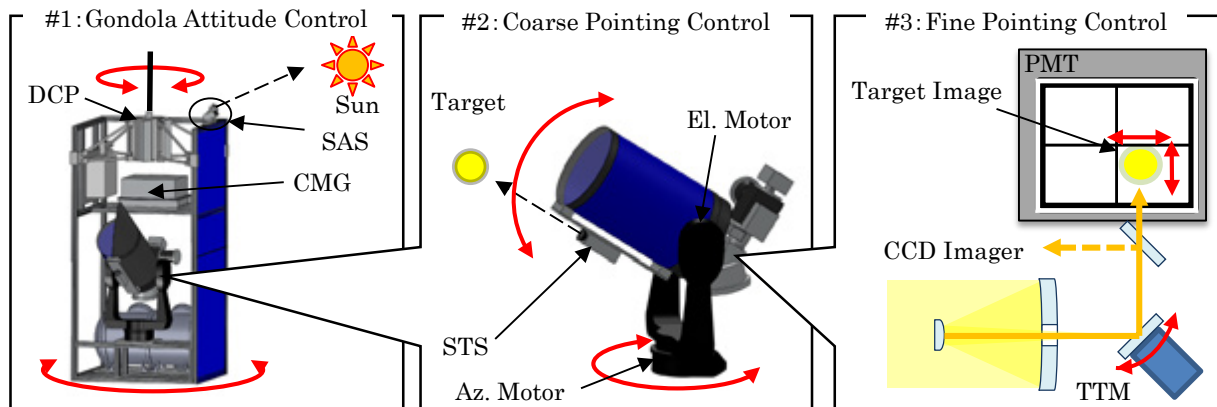 #1: Gondola Attitude Control
DCP
Sun
SAS
CMG
#2: Coarse Pointing Control
Target
El. Motor
STS
Az. Motor
#3: Fine Pointing Control
PMT
Target Image
CCD Imager
TTM